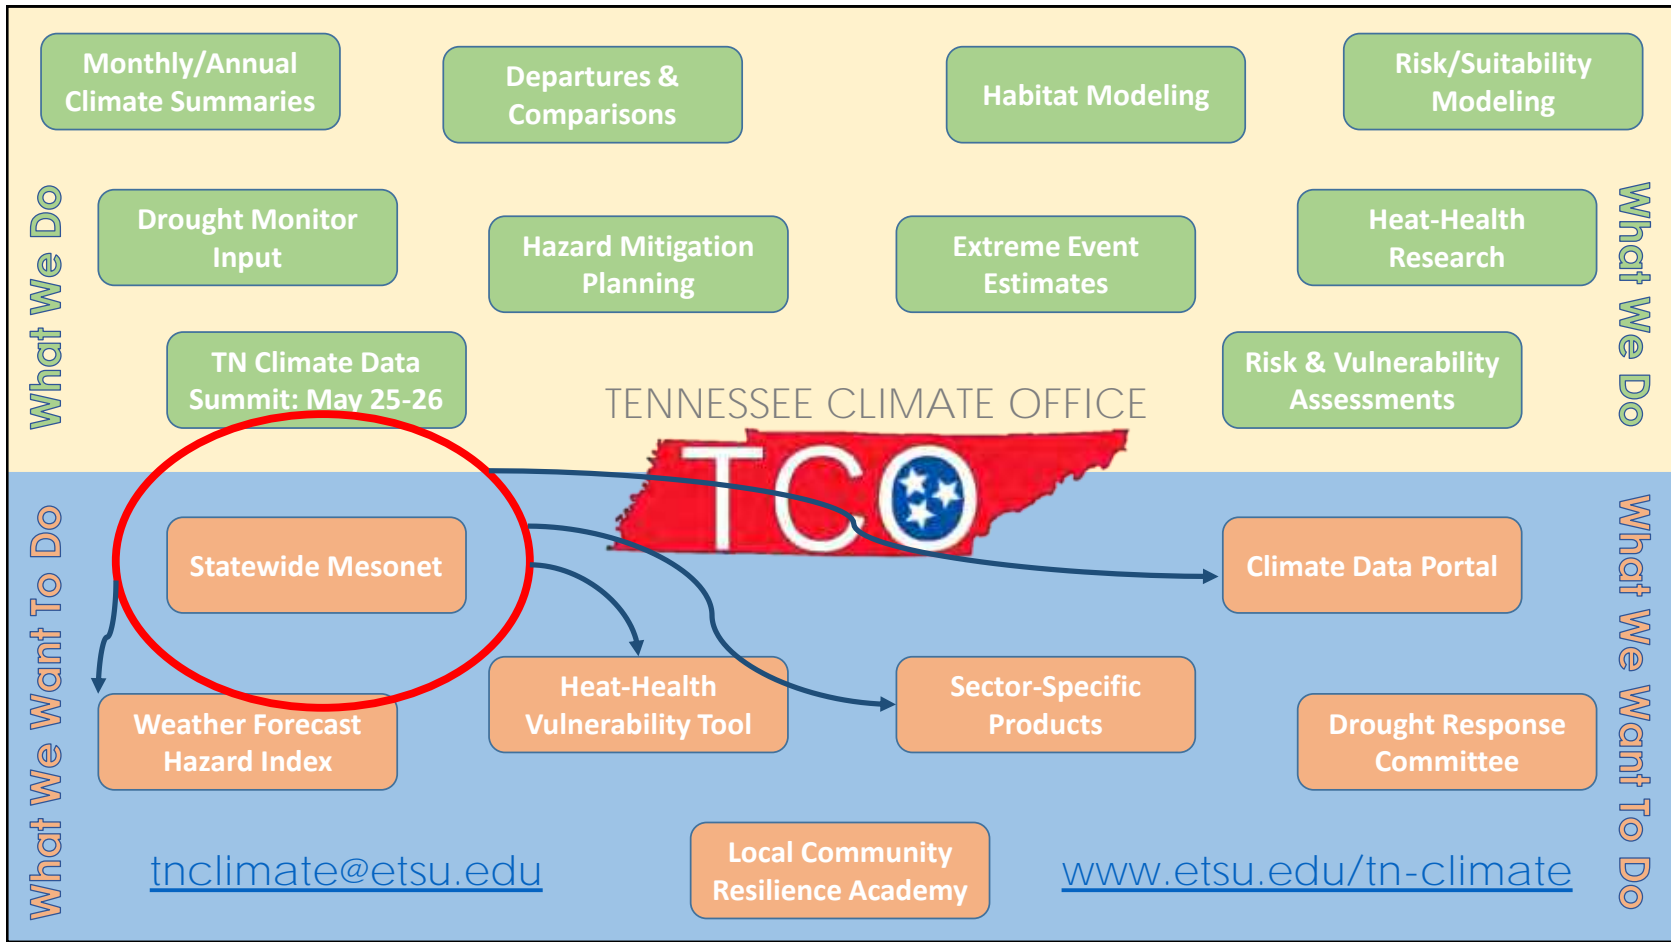 Monthly/Annual
Climate Summaries
Departures &
Comparisons
Habitat Modeling
Risk/Suitability
Modeling
What We Do
Drought Monitor
Input
Hazard Mitigation
Planning
Extreme Event
Estimates
Heat-Health
Research
What We Do
TN Climate Data
Summit: May 25-26
TENNESSEE CLIMATE OFFICE
Risk & Vulnerability
Assessments
TCO
What We Want To Do
Statewide Mesonet
Climate Data Portal
What We Want To Do
Weather Forecast
Hazard Index
Heat-Health
Vulnerability Tool
Sector-Specific
Products
Drought Response
Committee
tnclimate@etsu.edu
Local Community
Resilience Academy
www.etsu.edu/tn-climate